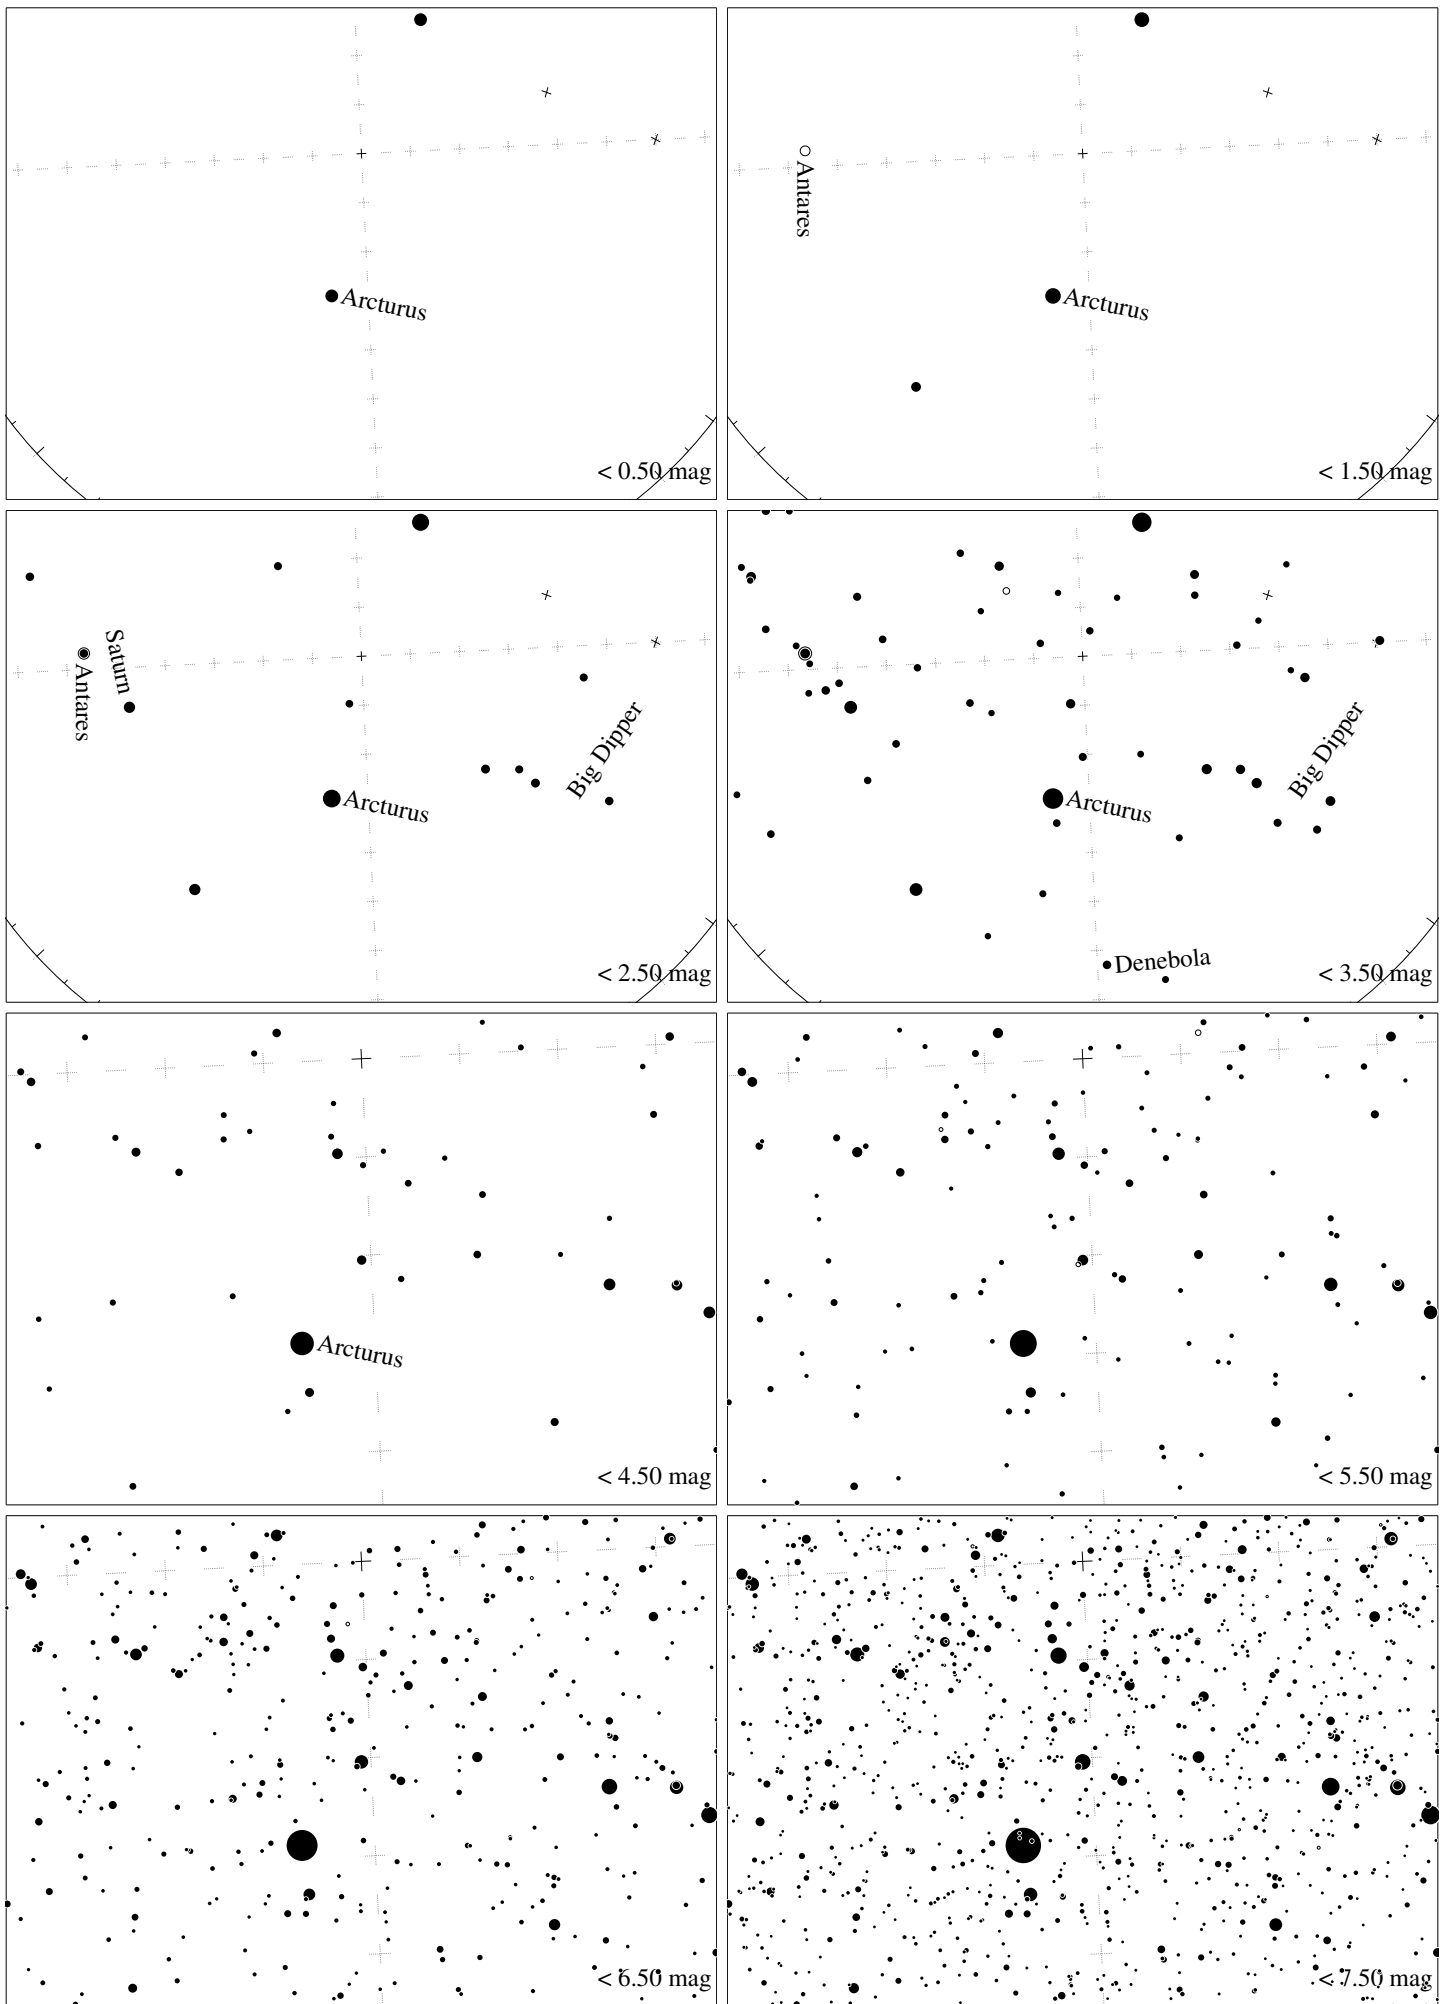 Arcturus
< 0.50 mag
Antares
Arcturus
< 1.50 mag
Saturn
Antares
Big Dipper
Arcturus
< 2.50 mag
Big Dipper
Arcturus
Denebola
< 3.50 mag
Arcturus
< 4.50 mag
< 5.50 mag
< 6.50 mag
< 7.50 mag